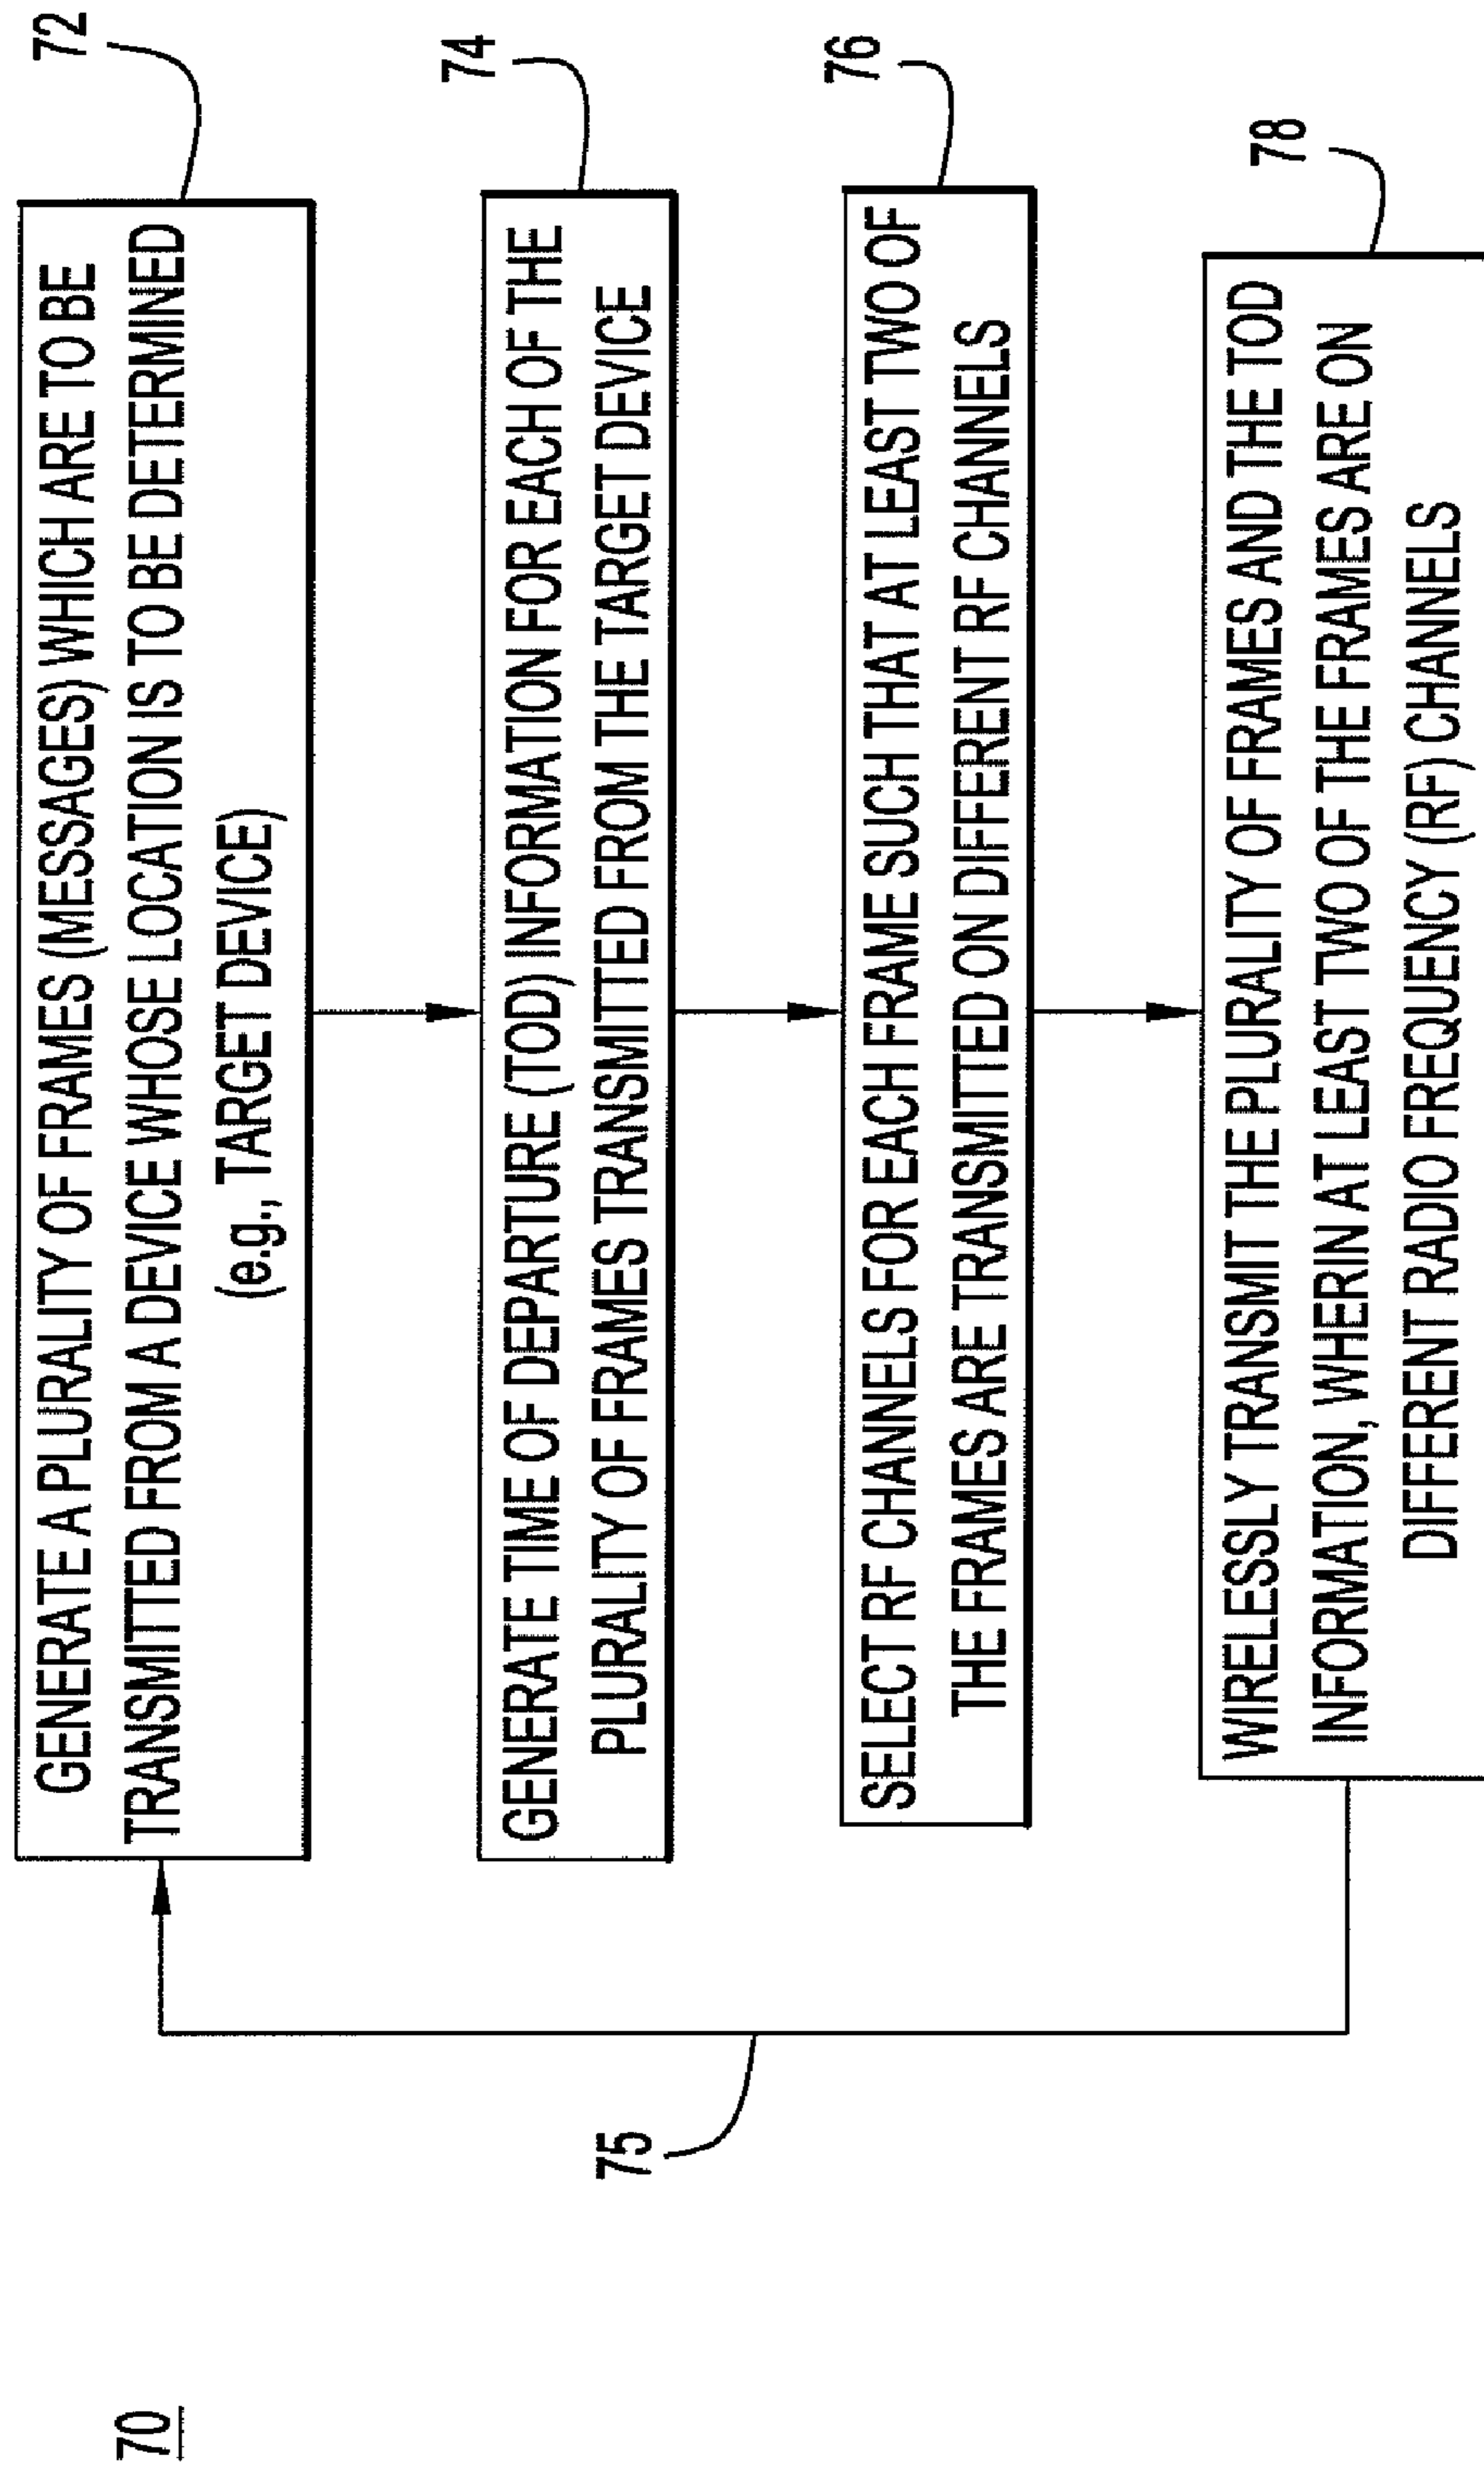 70
72
GENERATE A PLURALITY OF FRAMES (MESSAGES) WHICH ARE TO BE
TRANSMITTED FROM A DEVICE WHOSE LOCATION IS TO BE DETERMINED
(e.g., TARGET DEVICE)
74
GENERATE TIME OF DEPARTURE (TOD) INFORMATION FOR EACH OF THE
PLURALITY OF FRAMES TRANSMITTED FROM THE TARGET DEVICE
75
76
SELECT RF CHANNELS FOR EACH FRAME SUCH THAT AT LEAST TWO OF
THE FRAMES ARE TRANSMITTED ON DIFFERENT RF CHANNELS
78
WIRELESSLY TRANSMIT THE PLURALITY OF FRAMES AND THE TOD
INFORMATION, WHERIN AT LEAST TWO OF THE FRAMES ARE ON
DIFFERENT RADIO FREQUENCY (RF) CHANNELS